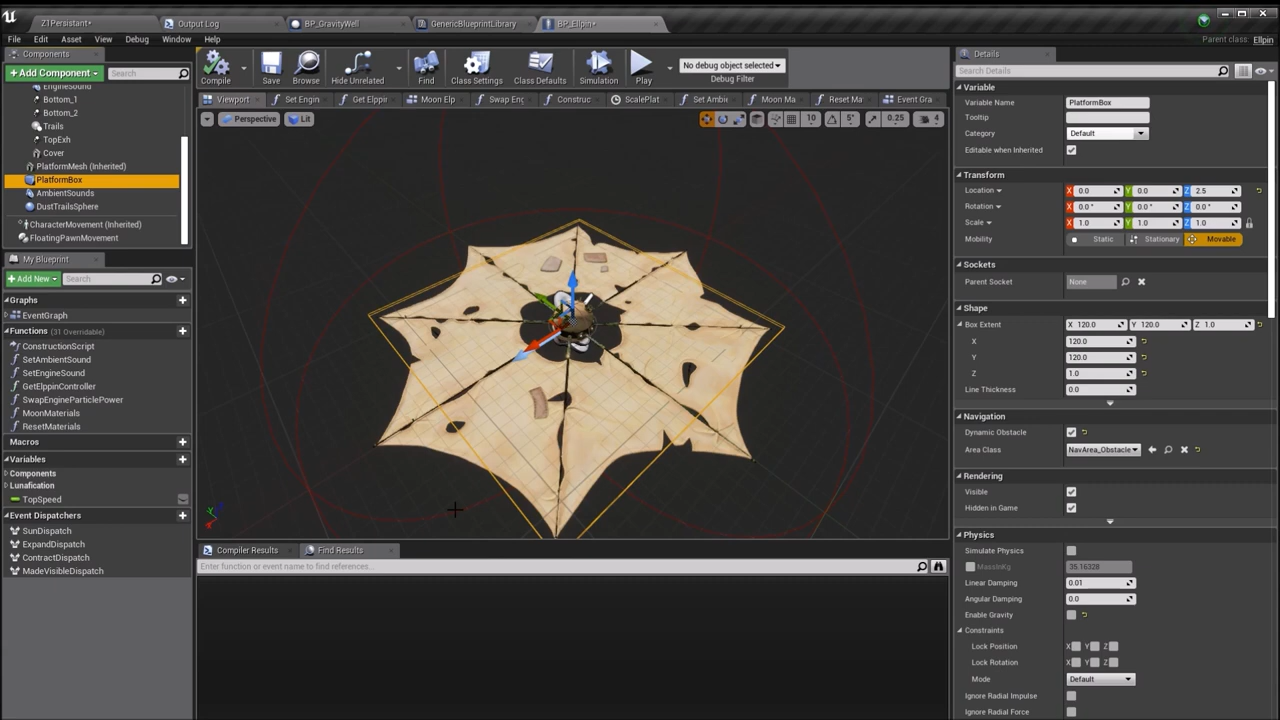 Z1Persistant*
Output Log
BP_GravityWell
GenericBlueprintLibrary
BP_Ellpin*
File Edit Asset View Debug Window Help
Parent class: Ellpin
Components
+ Add Component
Search
EngineSound
Bottom_1
Bottom_2
Trails
TopExh
Cover
PlatformMesh (Inherited)
PlatformBox
AmbientSounds
DustTrailsSphere
CharacterMovement (Inherited)
FloatingPawnMovement
My Blueprint
+ Add New
Search
Graphs
EventGraph
Functions (31 Overridable)
ConstructionScript
SetAmbientSound
SetEngineSound
GetElppinController
SwapEngineParticlePower
MoonMaterials
ResetMaterials
Macros
Variables
Components
Lunafication
TopSpeed
Event Dispatchers
SunDispatch
ExpandDispatch
ContractDispatch
MadeVisibleDispatch
Compile
Save
Browse
Hide Unrelated
Find
Class Settings
Class Defaults
Simulation
Play
No debug object selected
Debug Filter
Viewport
Set Engin
Get Elppir
Moon Elp
Swap Eng
Construc
ScalePlat
Set Ambie
Moon Ma
Reset Ma
Event Gra
Perspective
Lit
10
5°
0.25
4
Compiler Results
Find Results
Enter function or event name to find references...
Details
Search Details
Variable
Variable Name PlatformBox
Tooltip
Category Default
Editable when Inherited
Transform
Location X 0.0 Y 0.0 Z 2.5
Rotation X 0.0 ° Y 0.0 ° Z 0.0 °
Scale X 1.0 Y 1.0 Z 1.0
Mobility Static Stationary Movable
Sockets
Parent Socket None
Shape
Box Extent X 120.0 Y 120.0 Z 1.0
X 120.0
Y 120.0
Z 1.0
Line Thickness 0.0
Navigation
Dynamic Obstacle
Area Class NavArea_Obstacle
Rendering
Visible
Hidden in Game
Physics
Simulate Physics
MassInKg 35.16328
Linear Damping 0.01
Angular Damping 0.0
Enable Gravity
Constraints
Lock Position X Y Z
Lock Rotation X Y Z
Mode Default
Ignore Radial Impulse
Ignore Radial Force